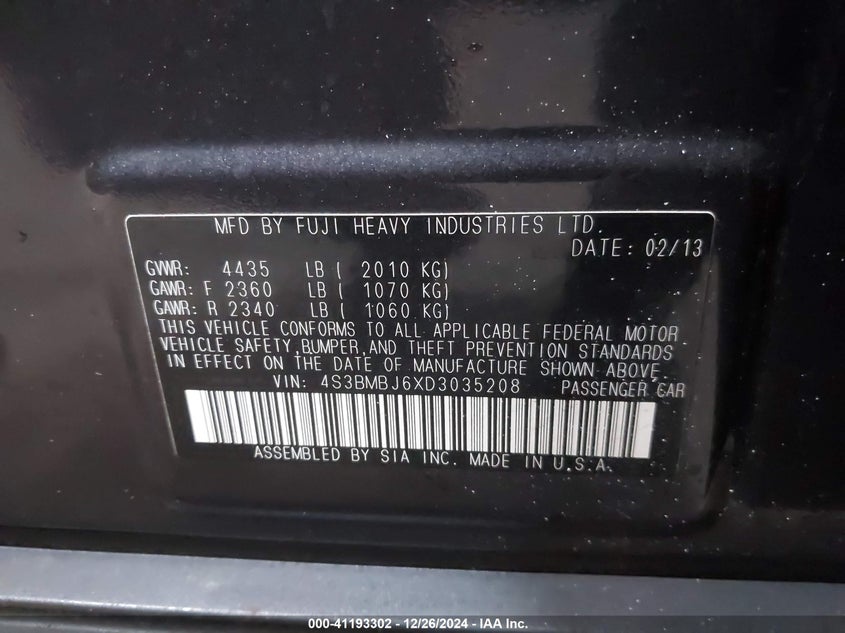 MFD BY FUJI HEAVY INDUSTRIES LTD.
DATE: 02/13
GVWR: 4435 LB ( 2010 KG)
GAWR: F 2360 LB ( 1070 KG)
GAWR: R 2340 LB ( 1060 KG)
THIS VEHICLE CONFORMS TO ALL APPLICABLE FEDERAL MOTOR
VEHICLE SAFETY,BUMPER,AND THEFT PREVENTION STANDARDS
IN EFFECT ON THE DATE OF MANUFACTURE SHOWN ABOVE.
VIN: 4S3BMBJ6XD3035208 PASSENGER CAR
ASSEMBLED BY SIA INC. MADE IN U.S.A.
000-41193302 - 12/26/2024 - IAA Inc.